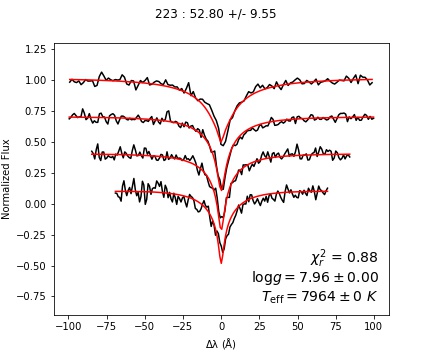 223 : 52.80 +/- 9.55
1.25
1.00
0.75
0.50
0.25
0.00
−0.25
−0.50
−0.75
Normalized Flux
χ²ᵣ = 0.88
logg = 7.96 ± 0.00
T_eff = 7964 ± 0 K
−100 −75 −50 −25 0 25 50 75 100
Δλ (Å)